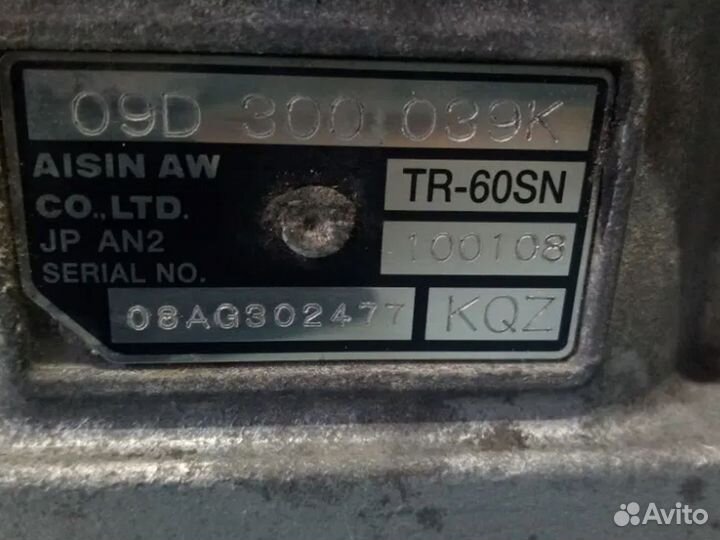 09D 300 039K
AISIN AW
CO.,LTD.
TR-60SN
JP AN2
100108
SERIAL NO.
08AG302477
KQZ
Avito